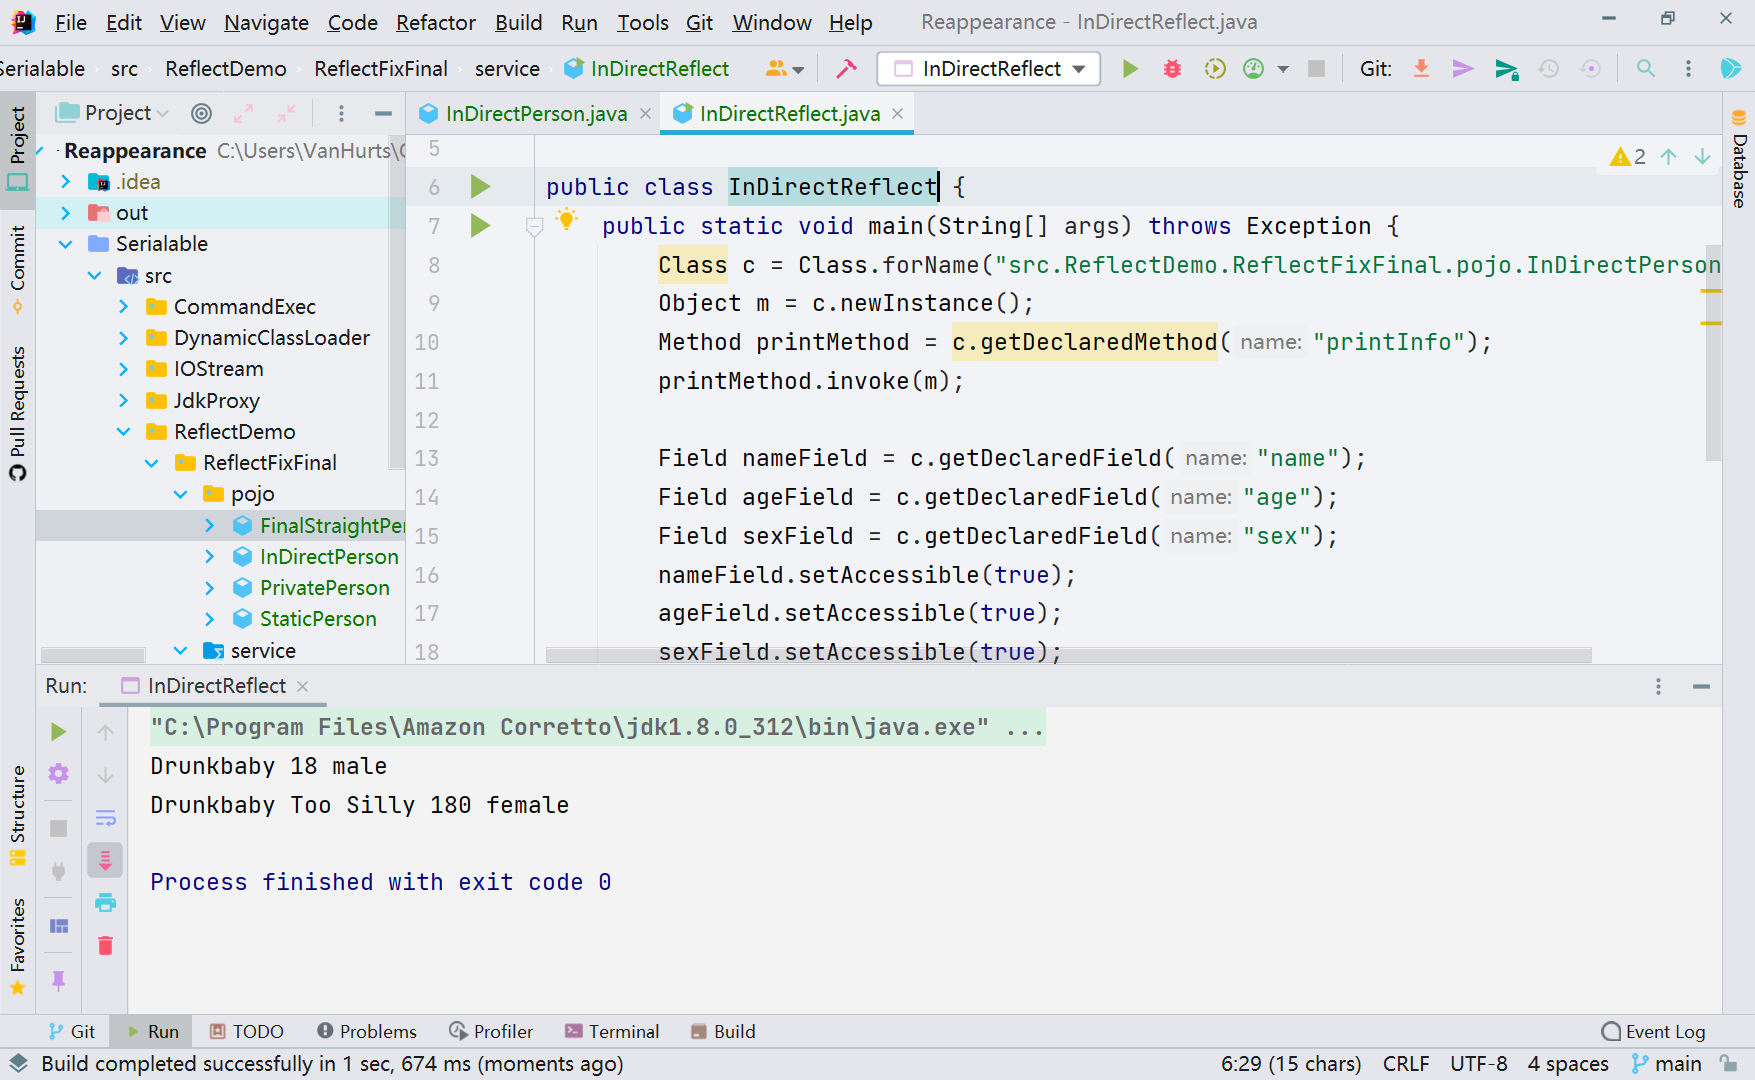 File Edit View Navigate Code Refactor Build Run Tools Git Window Help Reappearance - InDirectReflect.java
Serialable src ReflectDemo ReflectFixFinal service InDirectReflect InDirectReflect Git:
Project
Commit
Pull Requests
Structure
Favorites
Project
Reappearance C:\Users\VanHurts\
.idea
out
Serialable
src
CommandExec
DynamicClassLoader
IOStream
JdkProxy
ReflectDemo
ReflectFixFinal
pojo
FinalStraightPer
InDirectPerson
PrivatePerson
StaticPerson
service
InDirectPerson.java InDirectReflect.java
2
5
6 public class InDirectReflect {
7 public static void main(String[] args) throws Exception {
8 Class c = Class.forName("src.ReflectDemo.ReflectFixFinal.pojo.InDirectPerson
9 Object m = c.newInstance();
10 Method printMethod = c.getDeclaredMethod( name: "printInfo");
11 printMethod.invoke(m);
12
13 Field nameField = c.getDeclaredField( name: "name");
14 Field ageField = c.getDeclaredField( name: "age");
15 Field sexField = c.getDeclaredField( name: "sex");
16 nameField.setAccessible(true);
17 ageField.setAccessible(true);
18 sexField.setAccessible(true);
Database
Run: InDirectReflect
"C:\Program Files\Amazon Corretto\jdk1.8.0_312\bin\java.exe" ...
Drunkbaby 18 male
Drunkbaby Too Silly 180 female
Process finished with exit code 0
Git Run TODO Problems Profiler Terminal Build Event Log
Build completed successfully in 1 sec, 674 ms (moments ago) 6:29 (15 chars) CRLF UTF-8 4 spaces main